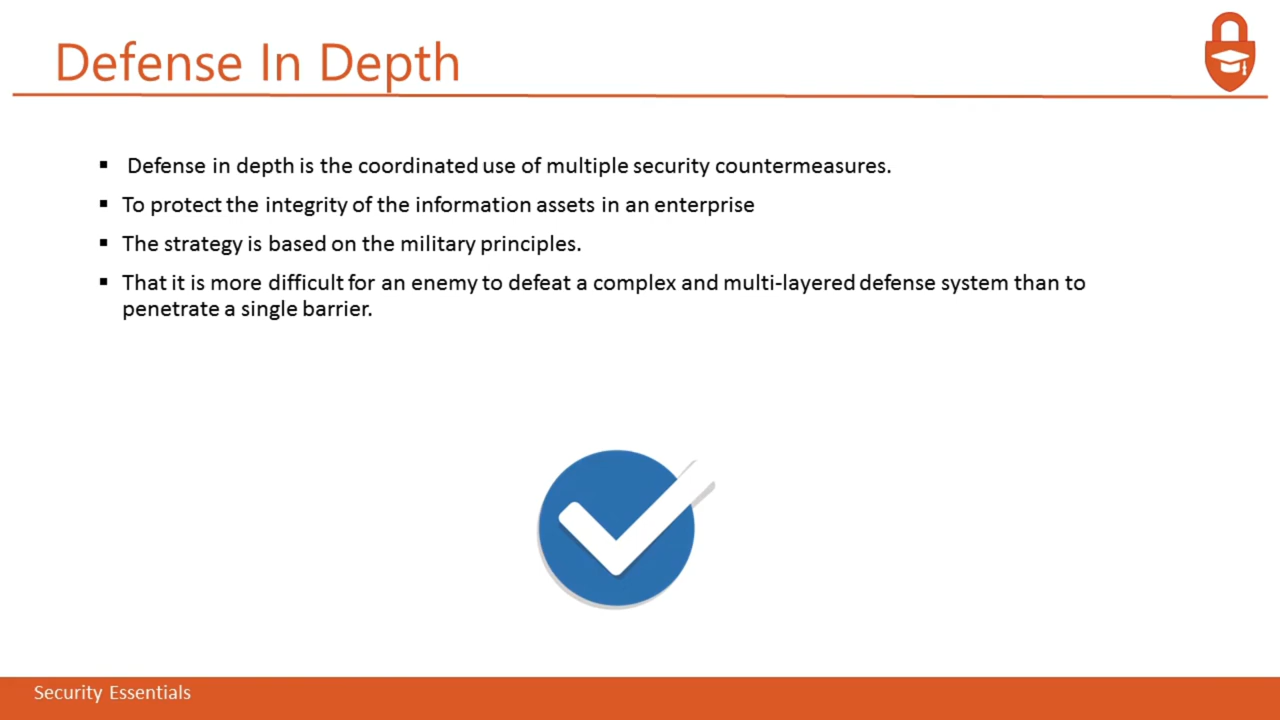 Defense In Depth
▪ Defense in depth is the coordinated use of multiple security countermeasures.
▪ To protect the integrity of the information assets in an enterprise
▪ The strategy is based on the military principles.
▪ That it is more difficult for an enemy to defeat a complex and multi-layered defense system than to
penetrate a single barrier.
Security Essentials